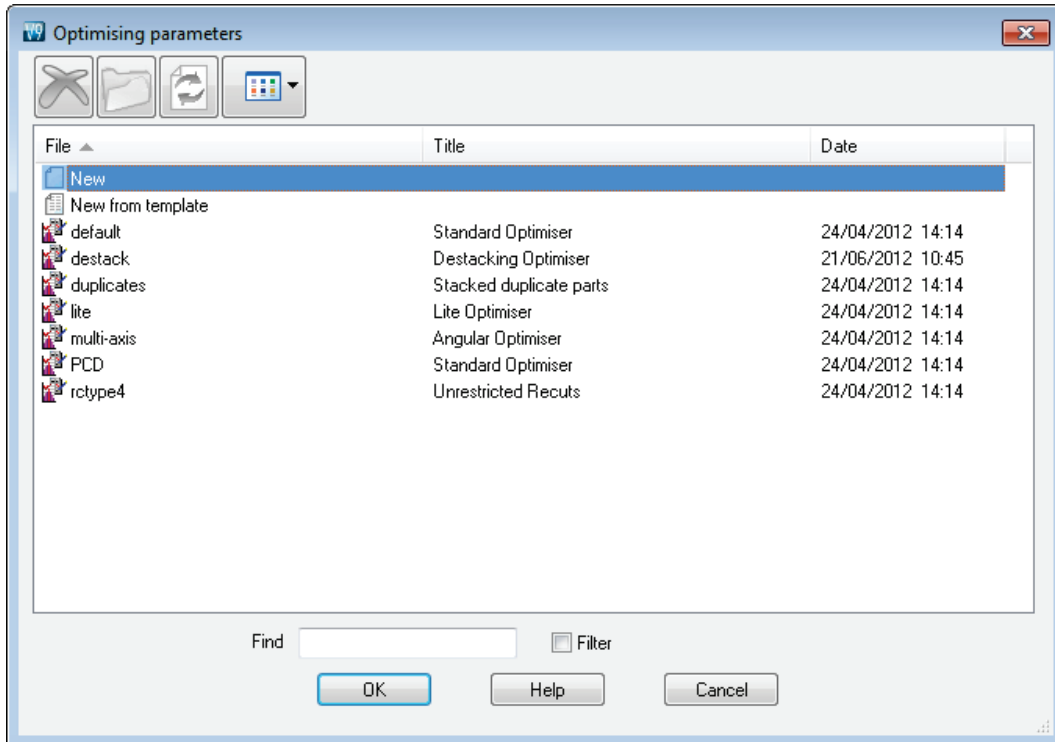 V9 Optimising parameters
File Title Date
New
New from template
default Standard Optimiser 24/04/2012 14:14
destack Destacking Optimiser 21/06/2012 10:45
duplicates Stacked duplicate parts 24/04/2012 14:14
lite Lite Optimiser 24/04/2012 14:14
multi-axis Angular Optimiser 24/04/2012 14:14
PCD Standard Optimiser 24/04/2012 14:14
rctype4 Unrestricted Recuts 24/04/2012 14:14
Find Filter
OK Help Cancel